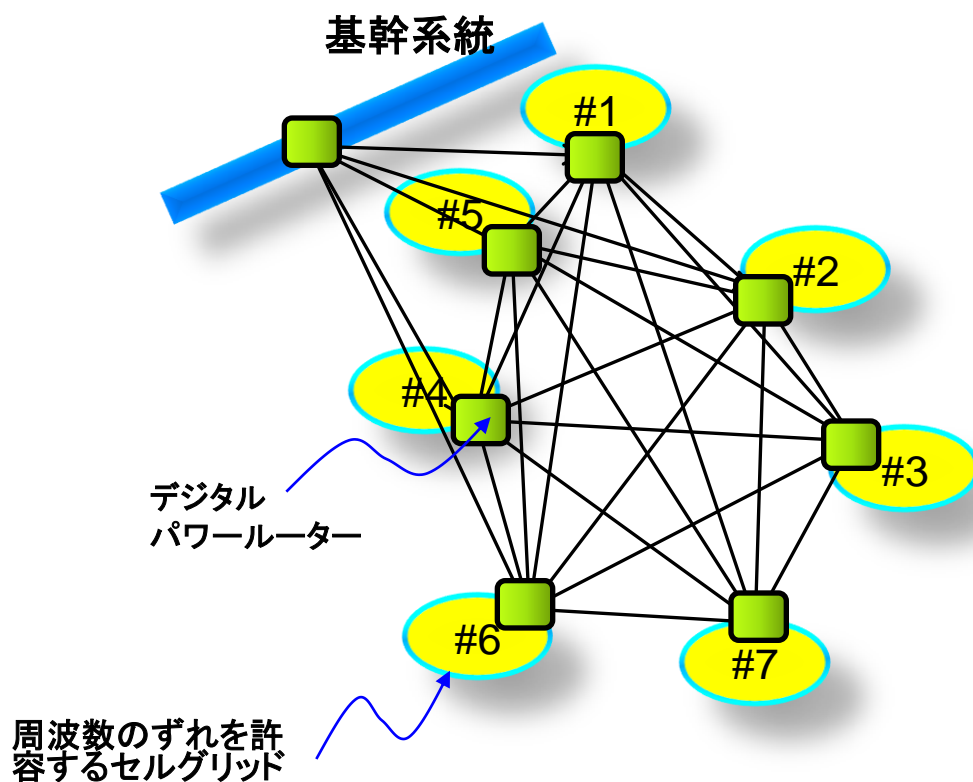 基幹系統
#1
#5
#2
#4
#3
デジタル
パワールーター
#6
#7
周波数のずれを許
容するセルグリッド